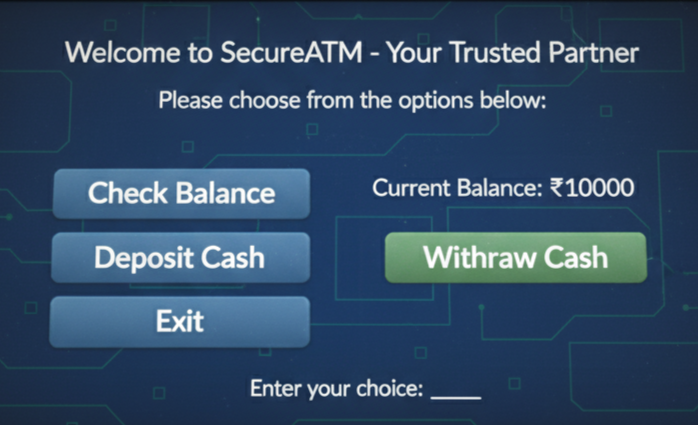 Welcome to SecureATM - Your Trusted Partner
Please choose from the options below:
Check Balance
Current Balance: ₹10000
Deposit Cash
Withraw Cash
Exit
Enter your choice: ____